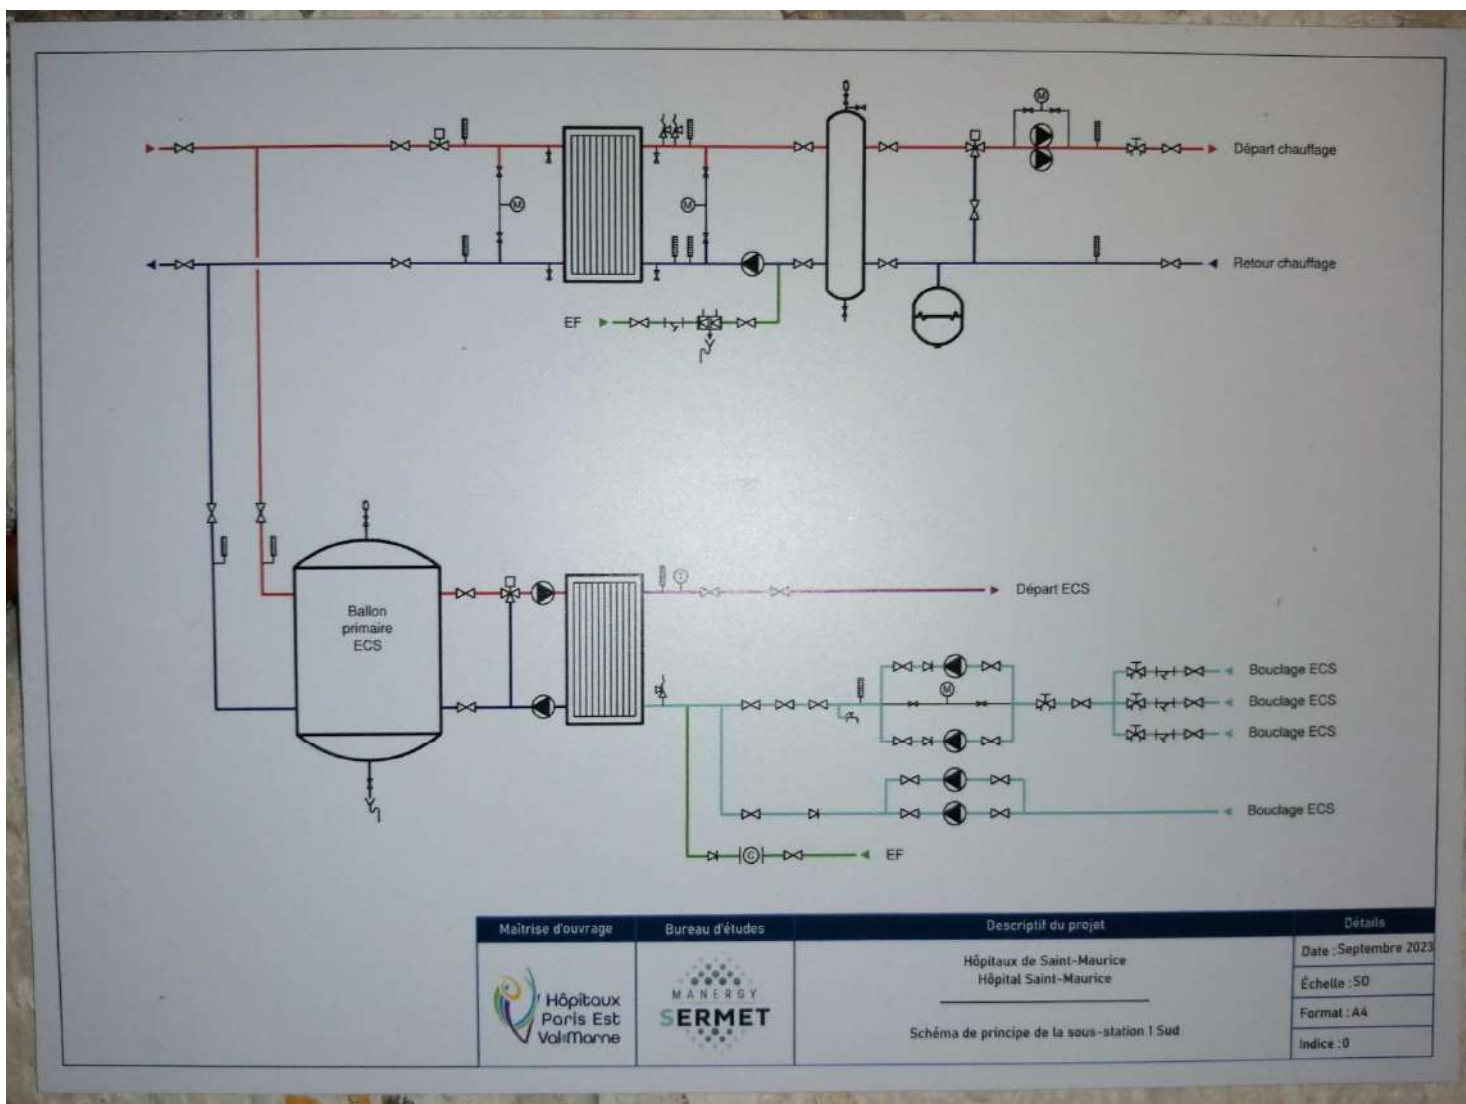 M
Départ chauffage
M
M
Retour chauffage
EF
Ballon
primaire
ECS
T
Départ ECS
Bouclage ECS
M
Bouclage ECS
Bouclage ECS
Bouclage ECS
C
EF
Maîtrise d'ouvrage
Bureau d'études
Descriptif du projet
Détails
Hôpitaux
Paris Est
Val de Marne
MANERGY
SERMET
Hôpitaux de Saint-Maurice
Hôpital Saint-Maurice
Schéma de principe de la sous-station 1 Sud
Date : Septembre 2023
Échelle : S0
Format : A4
Indice : 0